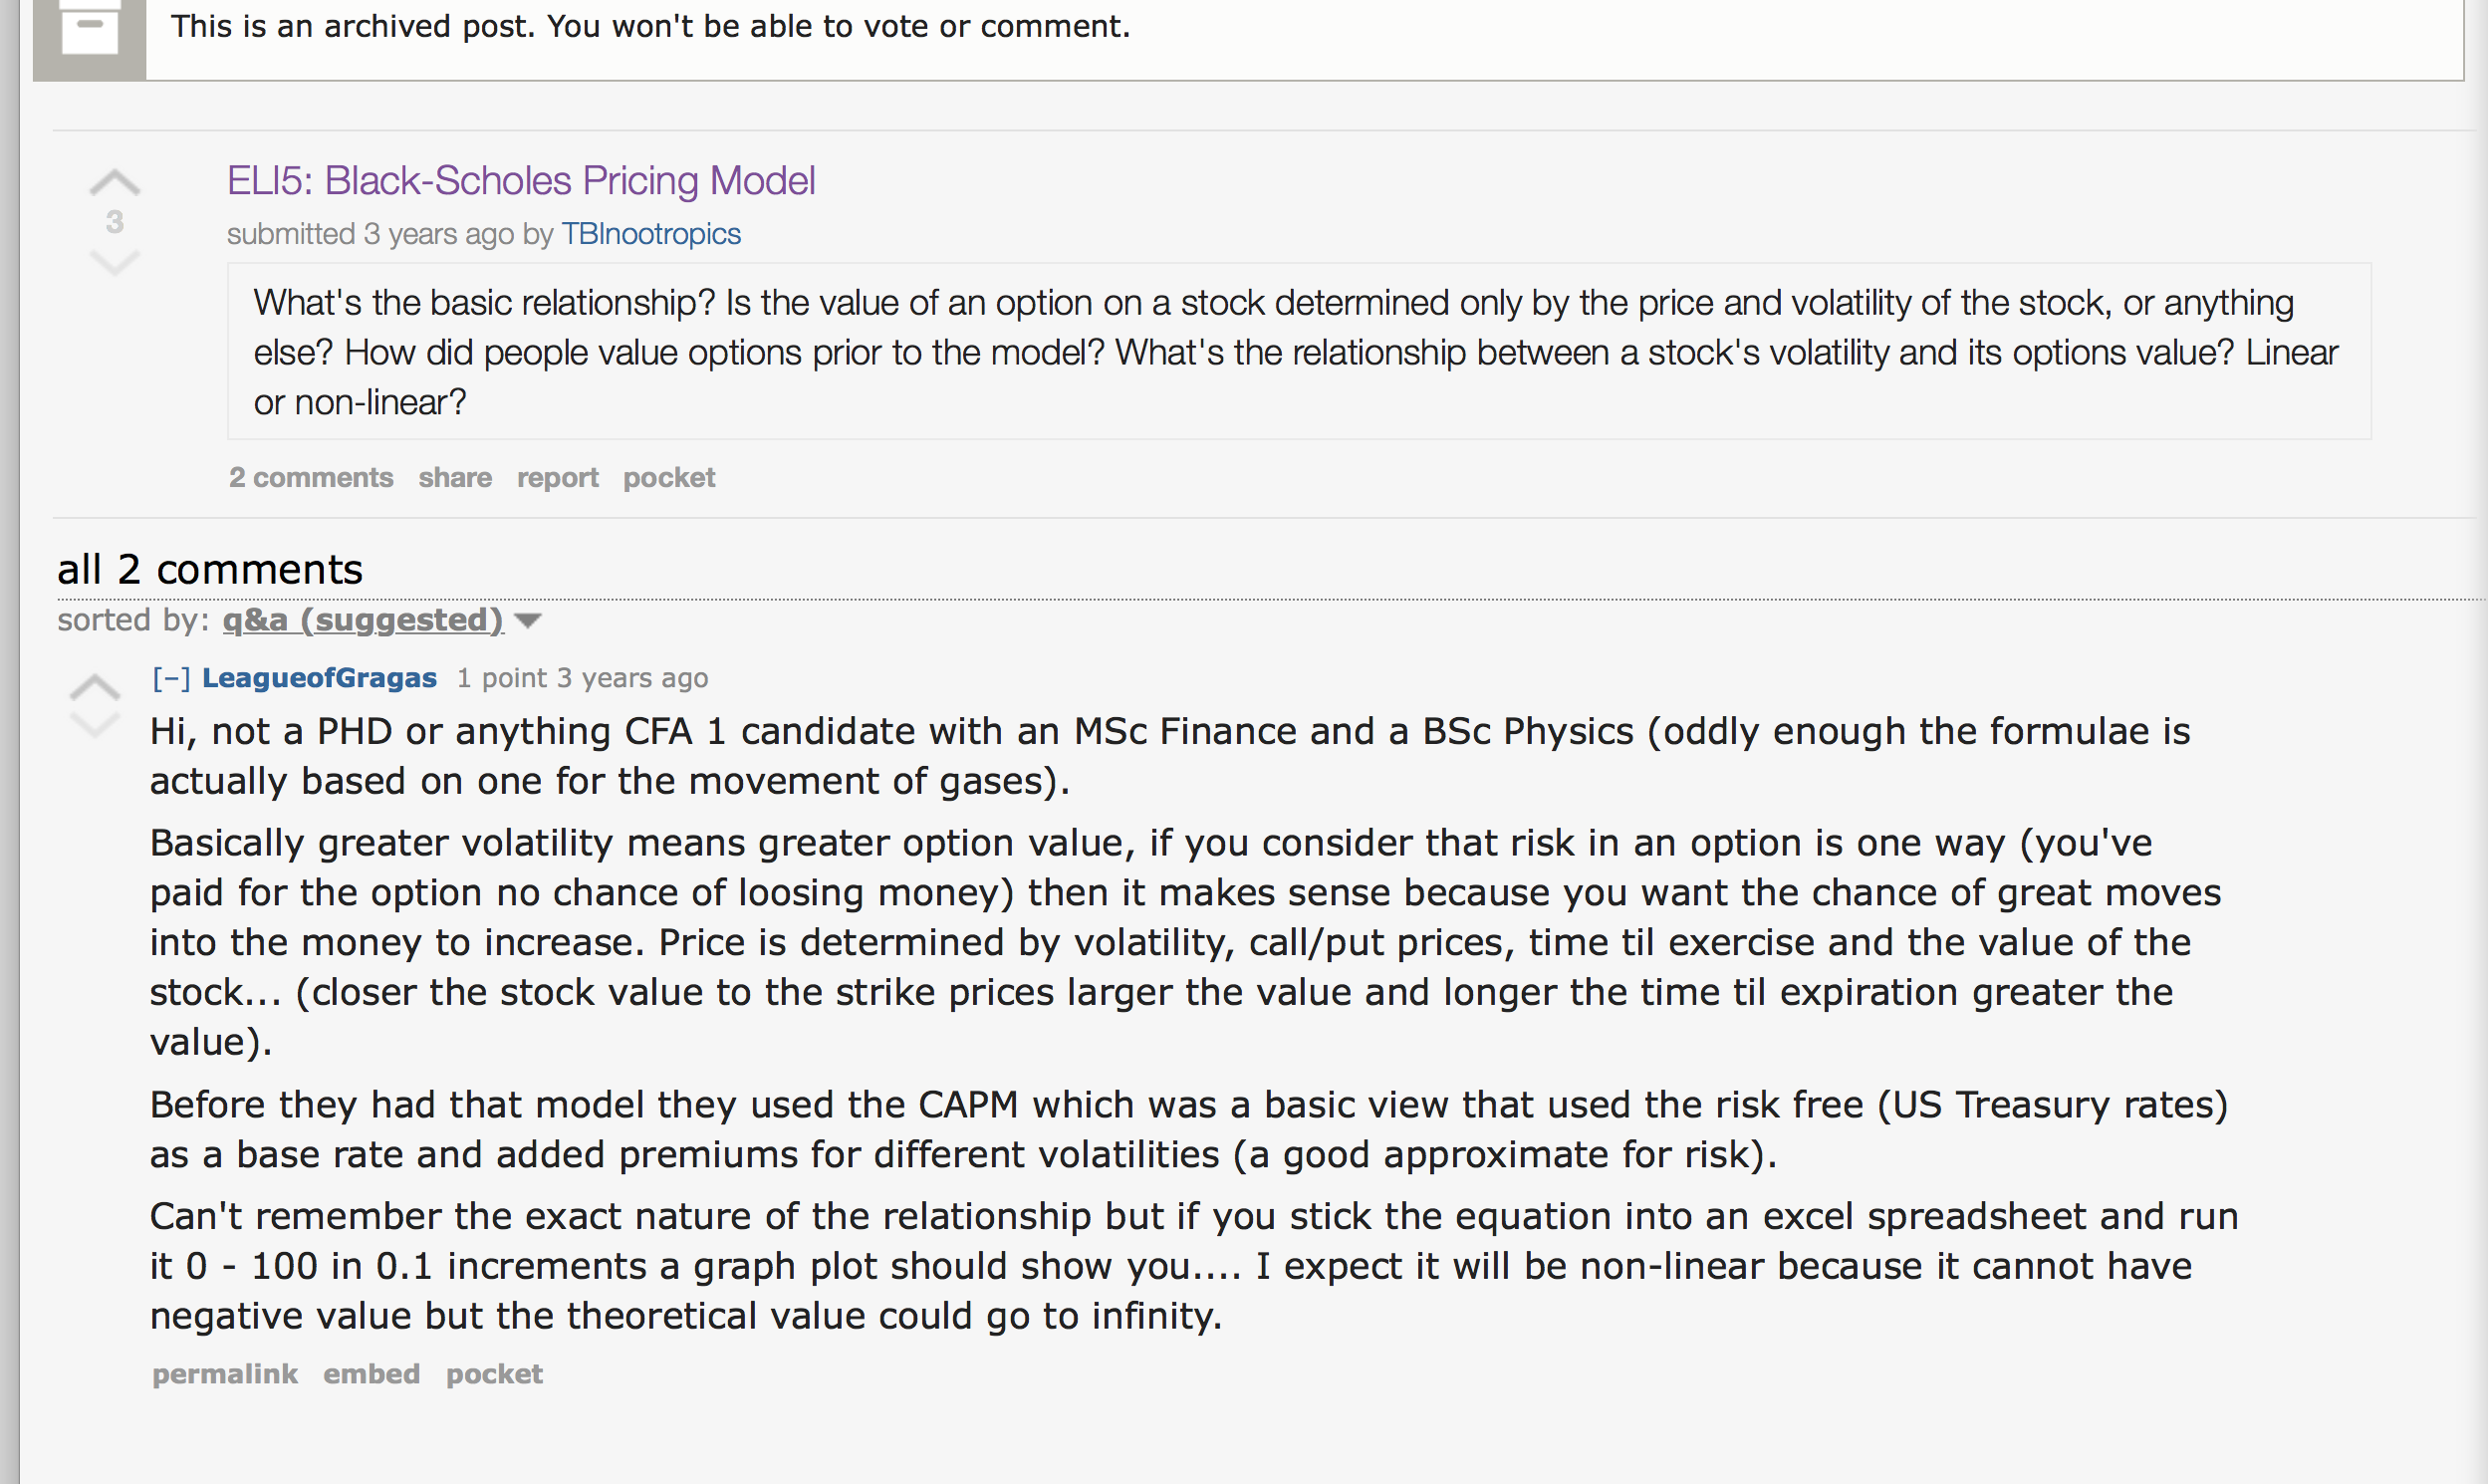 This is an archived post. You won't be able to vote or comment.
3
ELI5: Black-Scholes Pricing Model
submitted 3 years ago by TBInootropics
What's the basic relationship? Is the value of an option on a stock determined only by the price and volatility of the stock, or anything
else? How did people value options prior to the model? What's the relationship between a stock's volatility and its options value? Linear
or non-linear?
2 comments share report pocket
all 2 comments
sorted by: q&a (suggested)
[–] LeagueofGragas 1 point 3 years ago
Hi, not a PHD or anything CFA 1 candidate with an MSc Finance and a BSc Physics (oddly enough the formulae is
actually based on one for the movement of gases).
Basically greater volatility means greater option value, if you consider that risk in an option is one way (you've
paid for the option no chance of loosing money) then it makes sense because you want the chance of great moves
into the money to increase. Price is determined by volatility, call/put prices, time til exercise and the value of the
stock... (closer the stock value to the strike prices larger the value and longer the time til expiration greater the
value).
Before they had that model they used the CAPM which was a basic view that used the risk free (US Treasury rates)
as a base rate and added premiums for different volatilities (a good approximate for risk).
Can't remember the exact nature of the relationship but if you stick the equation into an excel spreadsheet and run
it 0 - 100 in 0.1 increments a graph plot should show you.... I expect it will be non-linear because it cannot have
negative value but the theoretical value could go to infinity.
permalink embed pocket